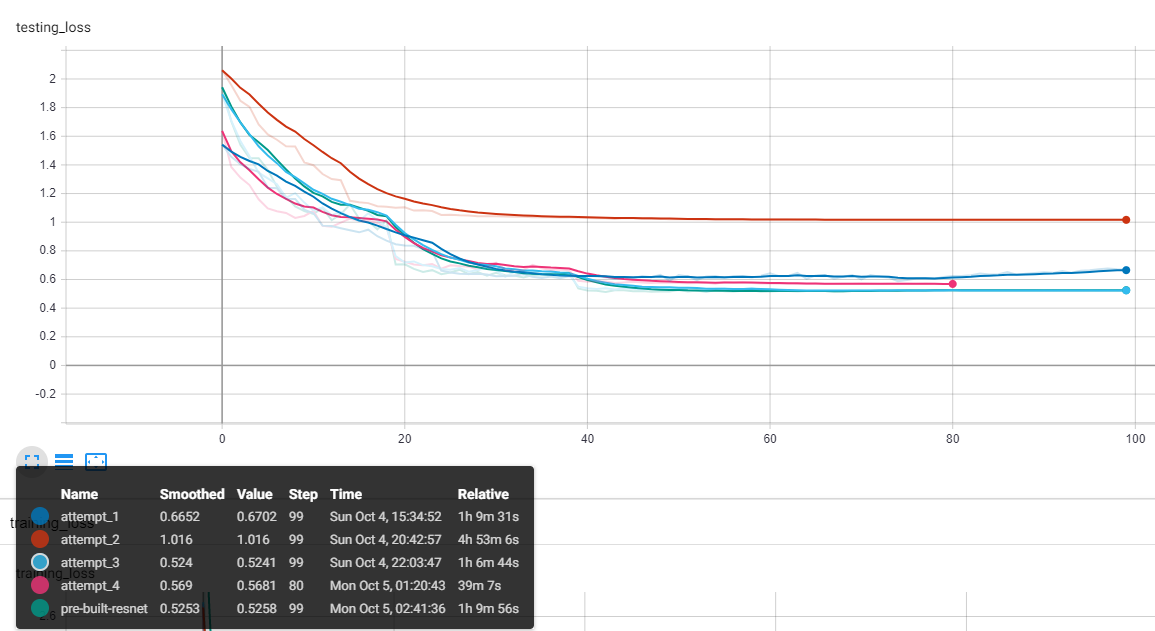 testing_loss
2
1.8
1.6
1.4
1.2
1
0.8
0.6
0.4
0.2
0
-0.2
0 20 40 60 80 100
Name Smoothed Value Step Time Relative
attempt_1 0.6652 0.6702 99 Sun Oct 4, 15:34:52 1h 9m 31s
training_loss
attempt_2 1.016 1.016 99 Sun Oct 4, 20:42:57 4h 53m 6s
attempt_3 0.524 0.5241 99 Sun Oct 4, 22:03:47 1h 6m 44s
training_loss
attempt_4 0.569 0.5681 80 Mon Oct 5, 01:20:43 39m 7s
pre-built-resnet 0.5253 0.5258 99 Mon Oct 5, 02:41:36 1h 9m 56s
2.6